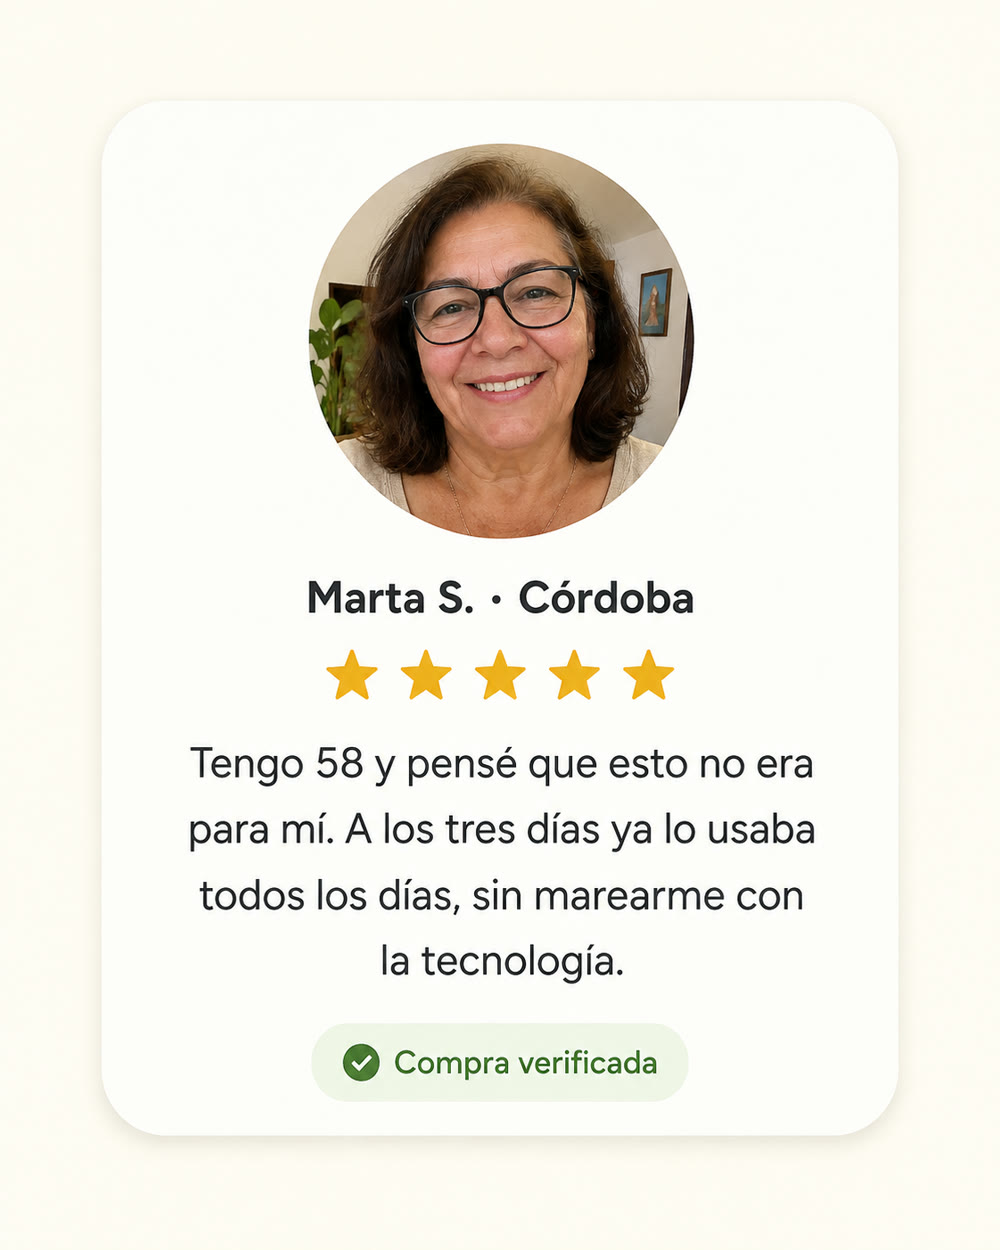 Marta S. · Córdoba
Tengo 58 y pensé que esto no era
para mí. A los tres días ya lo usaba
todos los días, sin marearme con
la tecnología.
Compra verificada